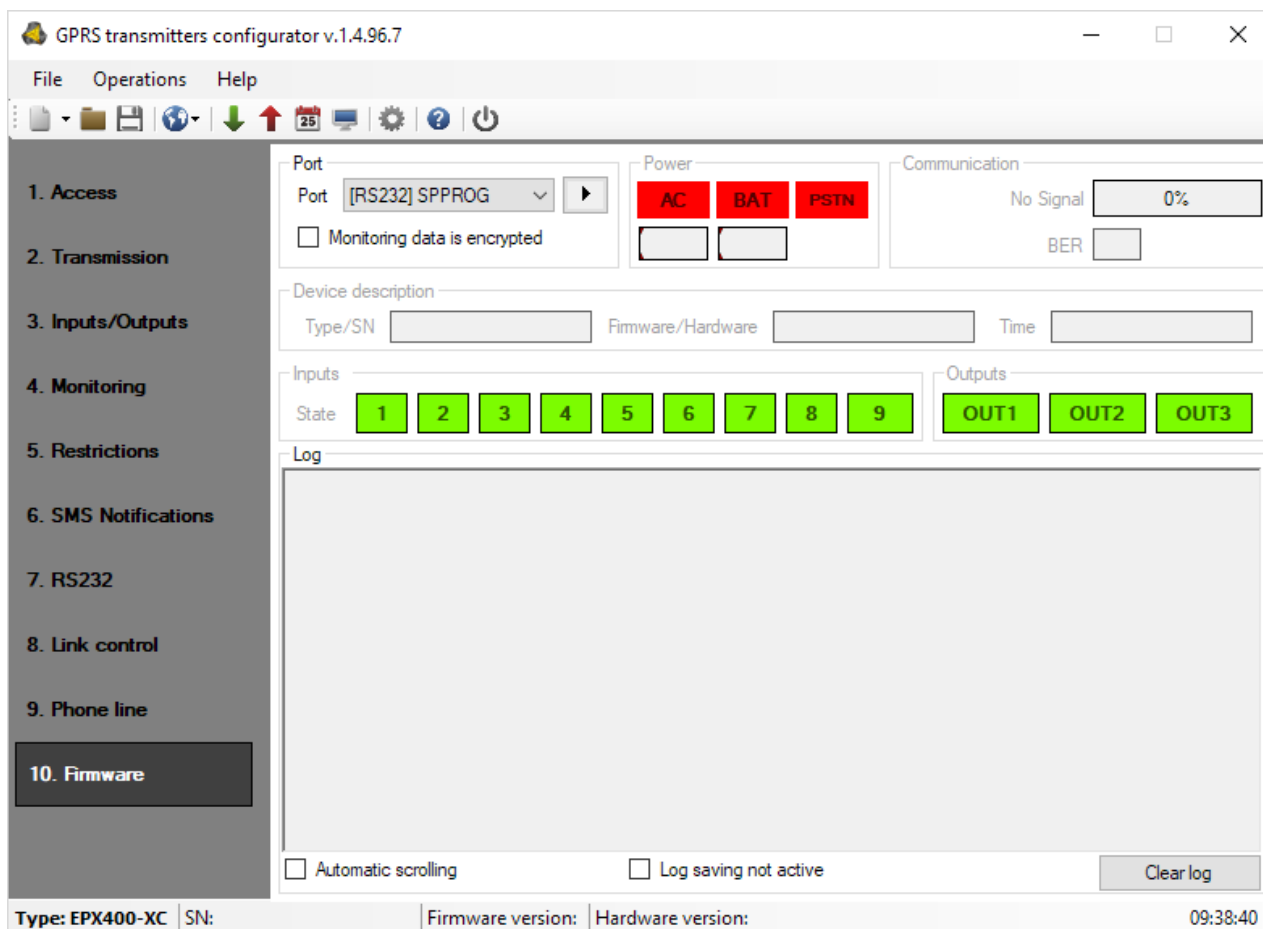 GPRS transmitters configurator v.1.4.96.7
File Operations Help
25
1. Access
2. Transmission
3. Inputs/Outputs
4. Monitoring
5. Restrictions
6. SMS Notifications
7. RS232
8. Link control
9. Phone line
10. Firmware
Port
Port [RS232] SPPROG
Monitoring data is encrypted
Power
AC BAT PSTN
Communication
No Signal 0%
BER
Device description
Type/SN Firmware/Hardware Time
Inputs
State 1 2 3 4 5 6 7 8 9
Outputs
OUT1 OUT2 OUT3
Log
Automatic scrolling Log saving not active Clear log
Type: EPX400-XC SN: Firmware version: Hardware version: 09:38:40